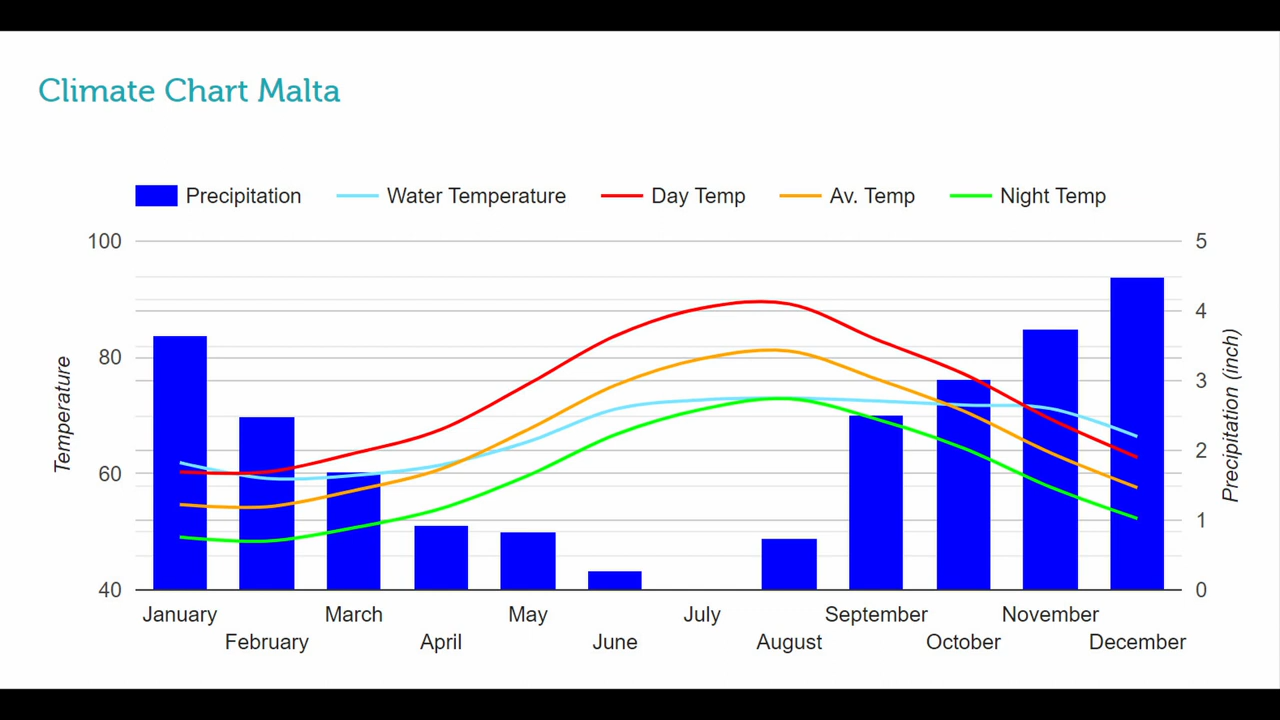 Climate Chart Malta
Precipitation Water Temperature Day Temp Av. Temp Night Temp
100 5
4
80
3
Temperature
Precipitation (inch)
2
60
1
40 0
January March May July September November
February April June August October December